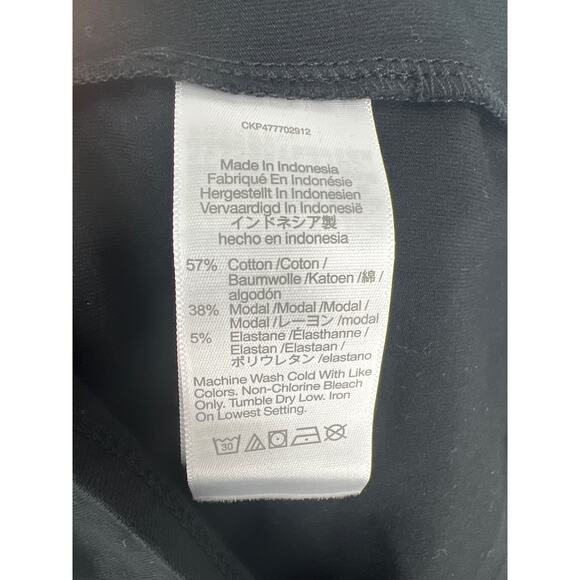 CKP477702912
Made In Indonesia
Fabriqué En Indonésie
Hergestellt In Indonesien
Vervaardigd In Indonesië
インドネシア製
hecho en indonesia
57% Cotton /Coton /
Baumwolle /Katoen /綿 /
algodón
38% Modal /Modal /Modal /
Modal /レーヨン /modal
5% Elastane /Élasthanne /
Elastan /Elastaan /
ポリウレタン /elastano
Machine Wash Cold With Like
Colors. Non-Chlorine Bleach
Only. Tumble Dry Low. Iron
On Lowest Setting.
30